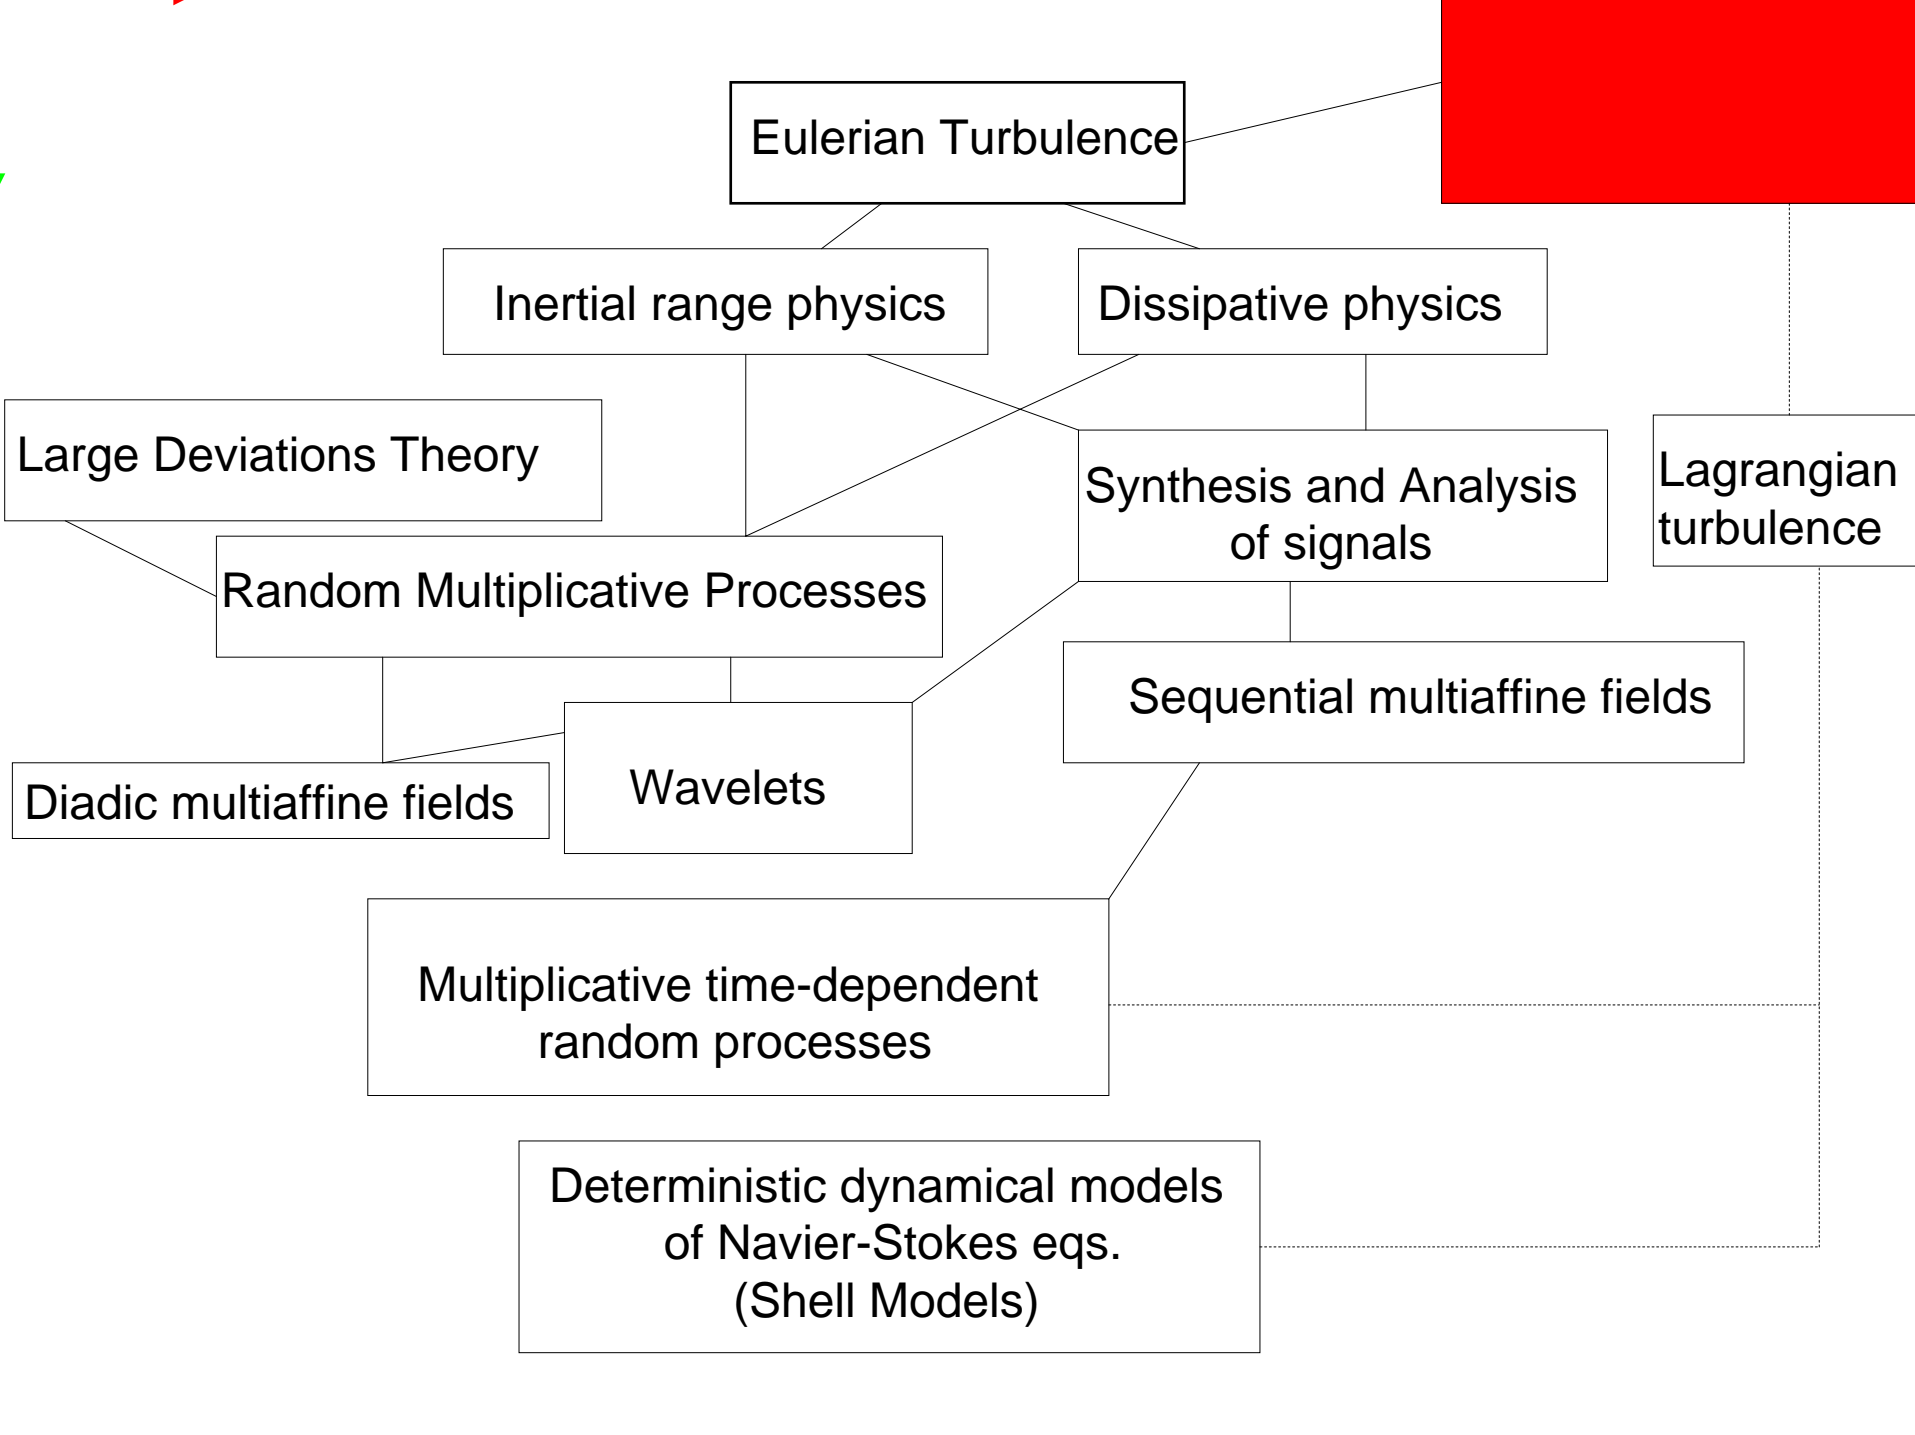 Eulerian Turbulence
Inertial range physics
Dissipative physics
Large Deviations Theory
Synthesis and Analysis
of signals
Lagrangian
turbulence
Random Multiplicative Processes
Sequential multiaffine fields
Wavelets
Diadic multiaffine fields
Multiplicative time-dependent
random processes
Deterministic dynamical models
of Navier-Stokes eqs.
(Shell Models)